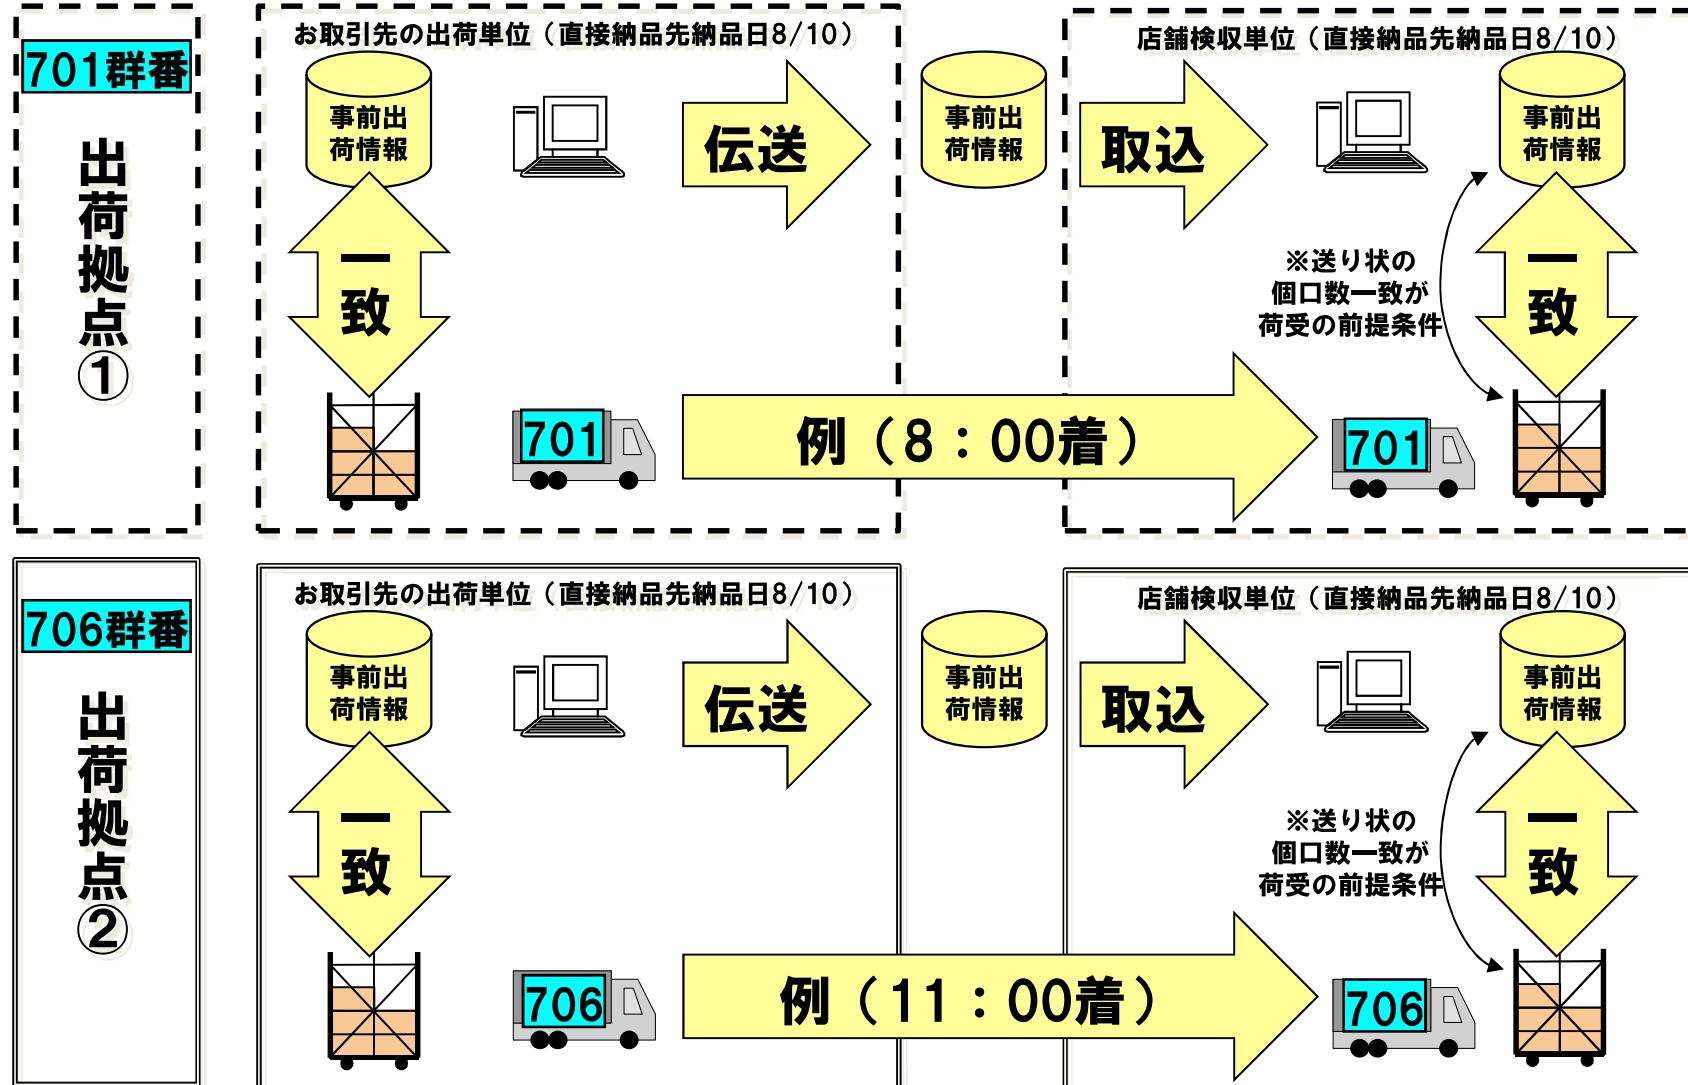 701群番
出荷拠点①
お取引先の出荷単位（直接納品先納品日8/10）
事前出
荷情報
伝送
事前出
荷情報
店舗検収単位（直接納品先納品日8/10）
取込
事前出
荷情報
一致
※送り状の
個口数一致が
荷受の前提条件
一致
701
例（8：00着）
701
706群番
出荷拠点②
お取引先の出荷単位（直接納品先納品日8/10）
事前出
荷情報
伝送
事前出
荷情報
店舗検収単位（直接納品先納品日8/10）
取込
事前出
荷情報
一致
※送り状の
個口数一致が
荷受の前提条件
一致
706
例（11：00着）
706